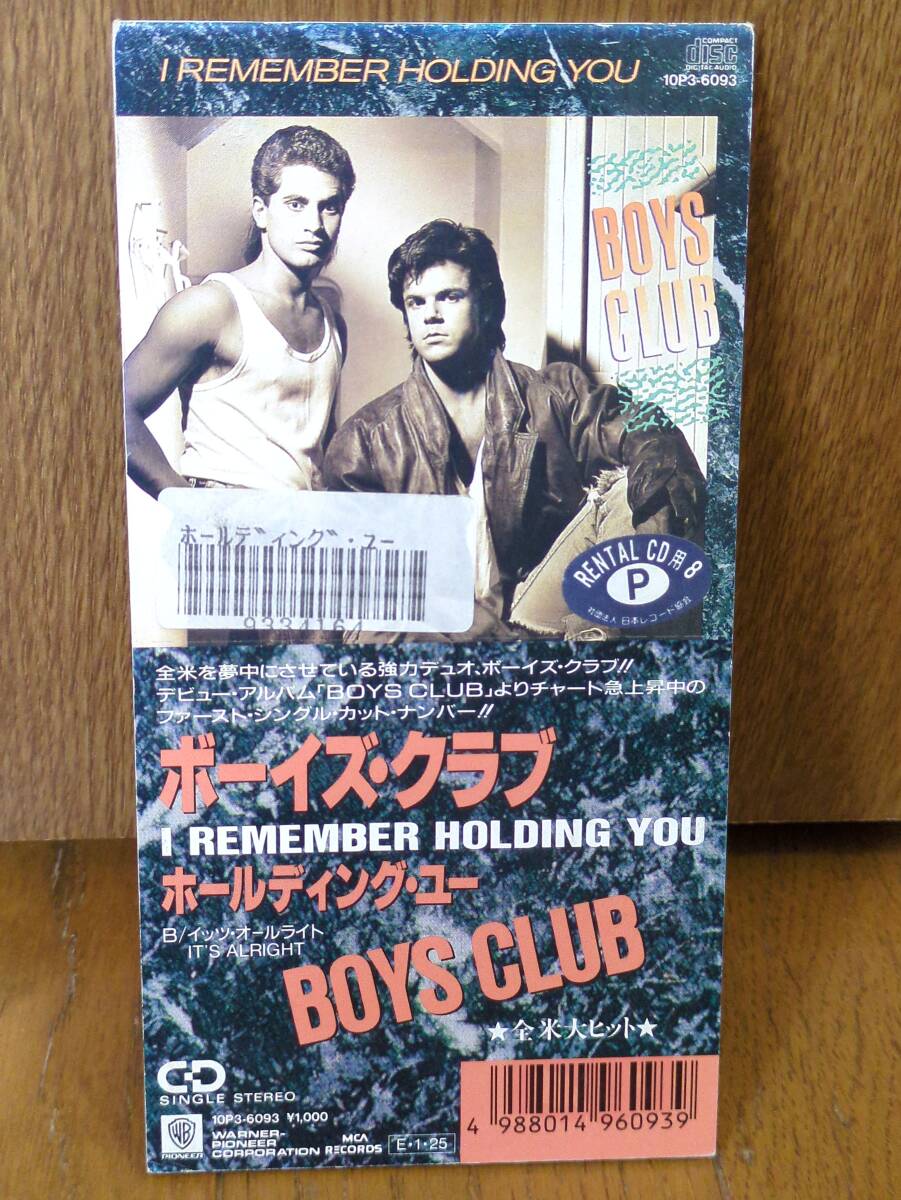 I REMEMBER HOLDING YOU
COMPACT
disc
DIGITAL AUDIO
10P3-6093
BOYS
CLUB
ホールディング・ユー
9334164
RENTAL CD用 8
P
社団法人 日本レコード協会
全米を夢中にさせている強力デュオ、ボーイズ・クラブ!!
デビュー・アルバム「BOYS CLUB」よりチャート急上昇中の
ファースト・シングル・カット・ナンバー!!
ボーイズ・クラブ
I REMEMBER HOLDING YOU
ホールディング・ユー
B/イッツ・オールライト
IT'S ALRIGHT
BOYS CLUB
★全米大ヒット★
CD
SINGLE STEREO
10P3-6093 ¥1,000
WB
PIONEER
WARNER-
PIONEER
CORPORATION
MCA
RECORDS
E・1・25
4 988014 960939